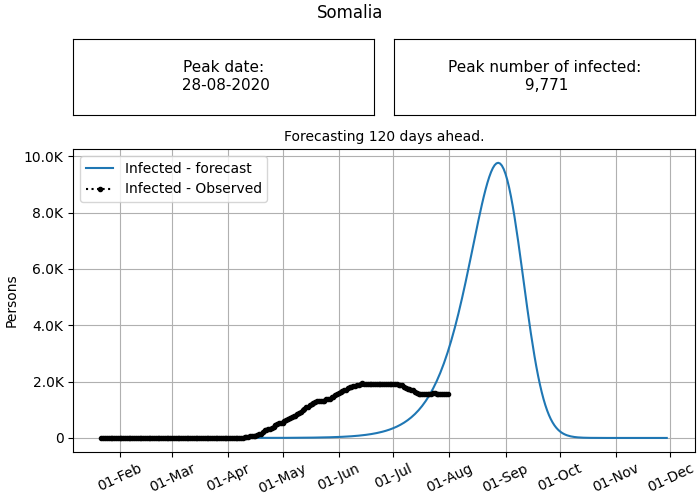 Somalia
Peak date:
28-08-2020
Peak number of infected:
9,771
Forecasting 120 days ahead.
Infected - forecast
Infected - Observed
Persons
10.0K
8.0K
6.0K
4.0K
2.0K
0
01-Feb
01-Mar
01-Apr
01-May
01-Jun
01-Jul
01-Aug
01-Sep
01-Oct
01-Nov
01-Dec